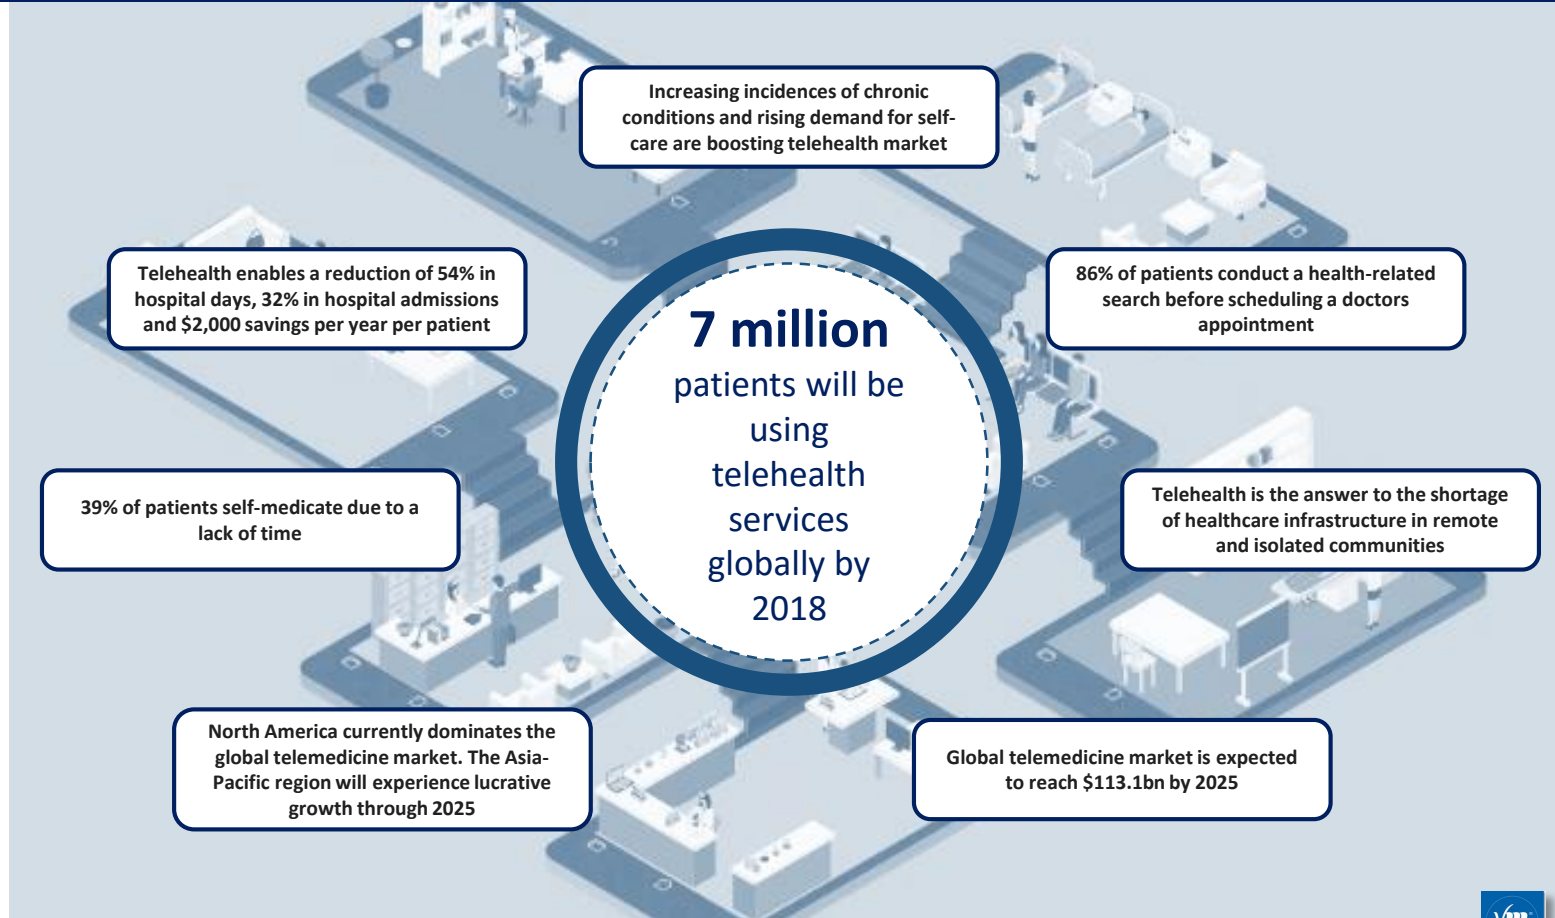 Increasing incidences of chronic
conditions and rising demand for self-
care are boosting telehealth market
Telehealth enables a reduction of 54% in
hospital days, 32% in hospital admissions
and $2,000 savings per year per patient
86% of patients conduct a health-related
search before scheduling a doctors
appointment
7 million
patients will be
using
telehealth
services
globally by
2018
39% of patients self-medicate due to a
lack of time
Telehealth is the answer to the shortage
of healthcare infrastructure in remote
and isolated communities
North America currently dominates the
global telemedicine market. The Asia-
Pacific region will experience lucrative
growth through 2025
Global telemedicine market is expected
to reach $113.1bn by 2025